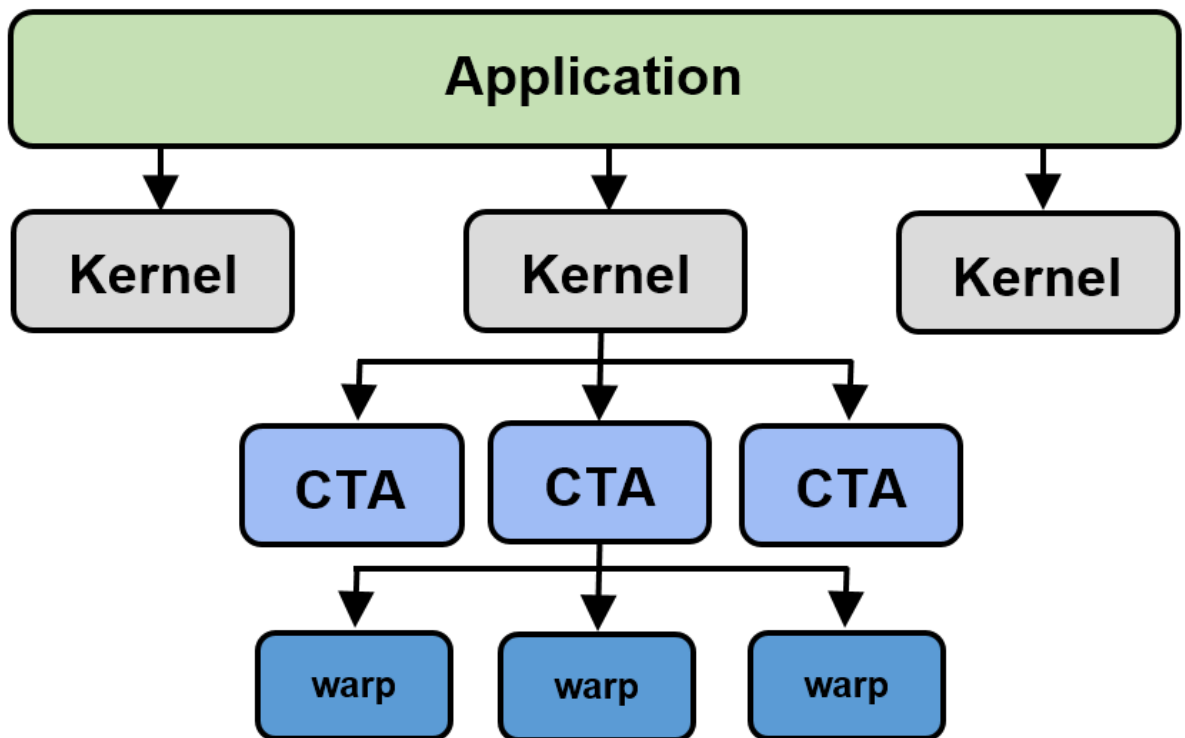 Application
Kernel
Kernel
Kernel
CTA
CTA
CTA
warp
warp
warp